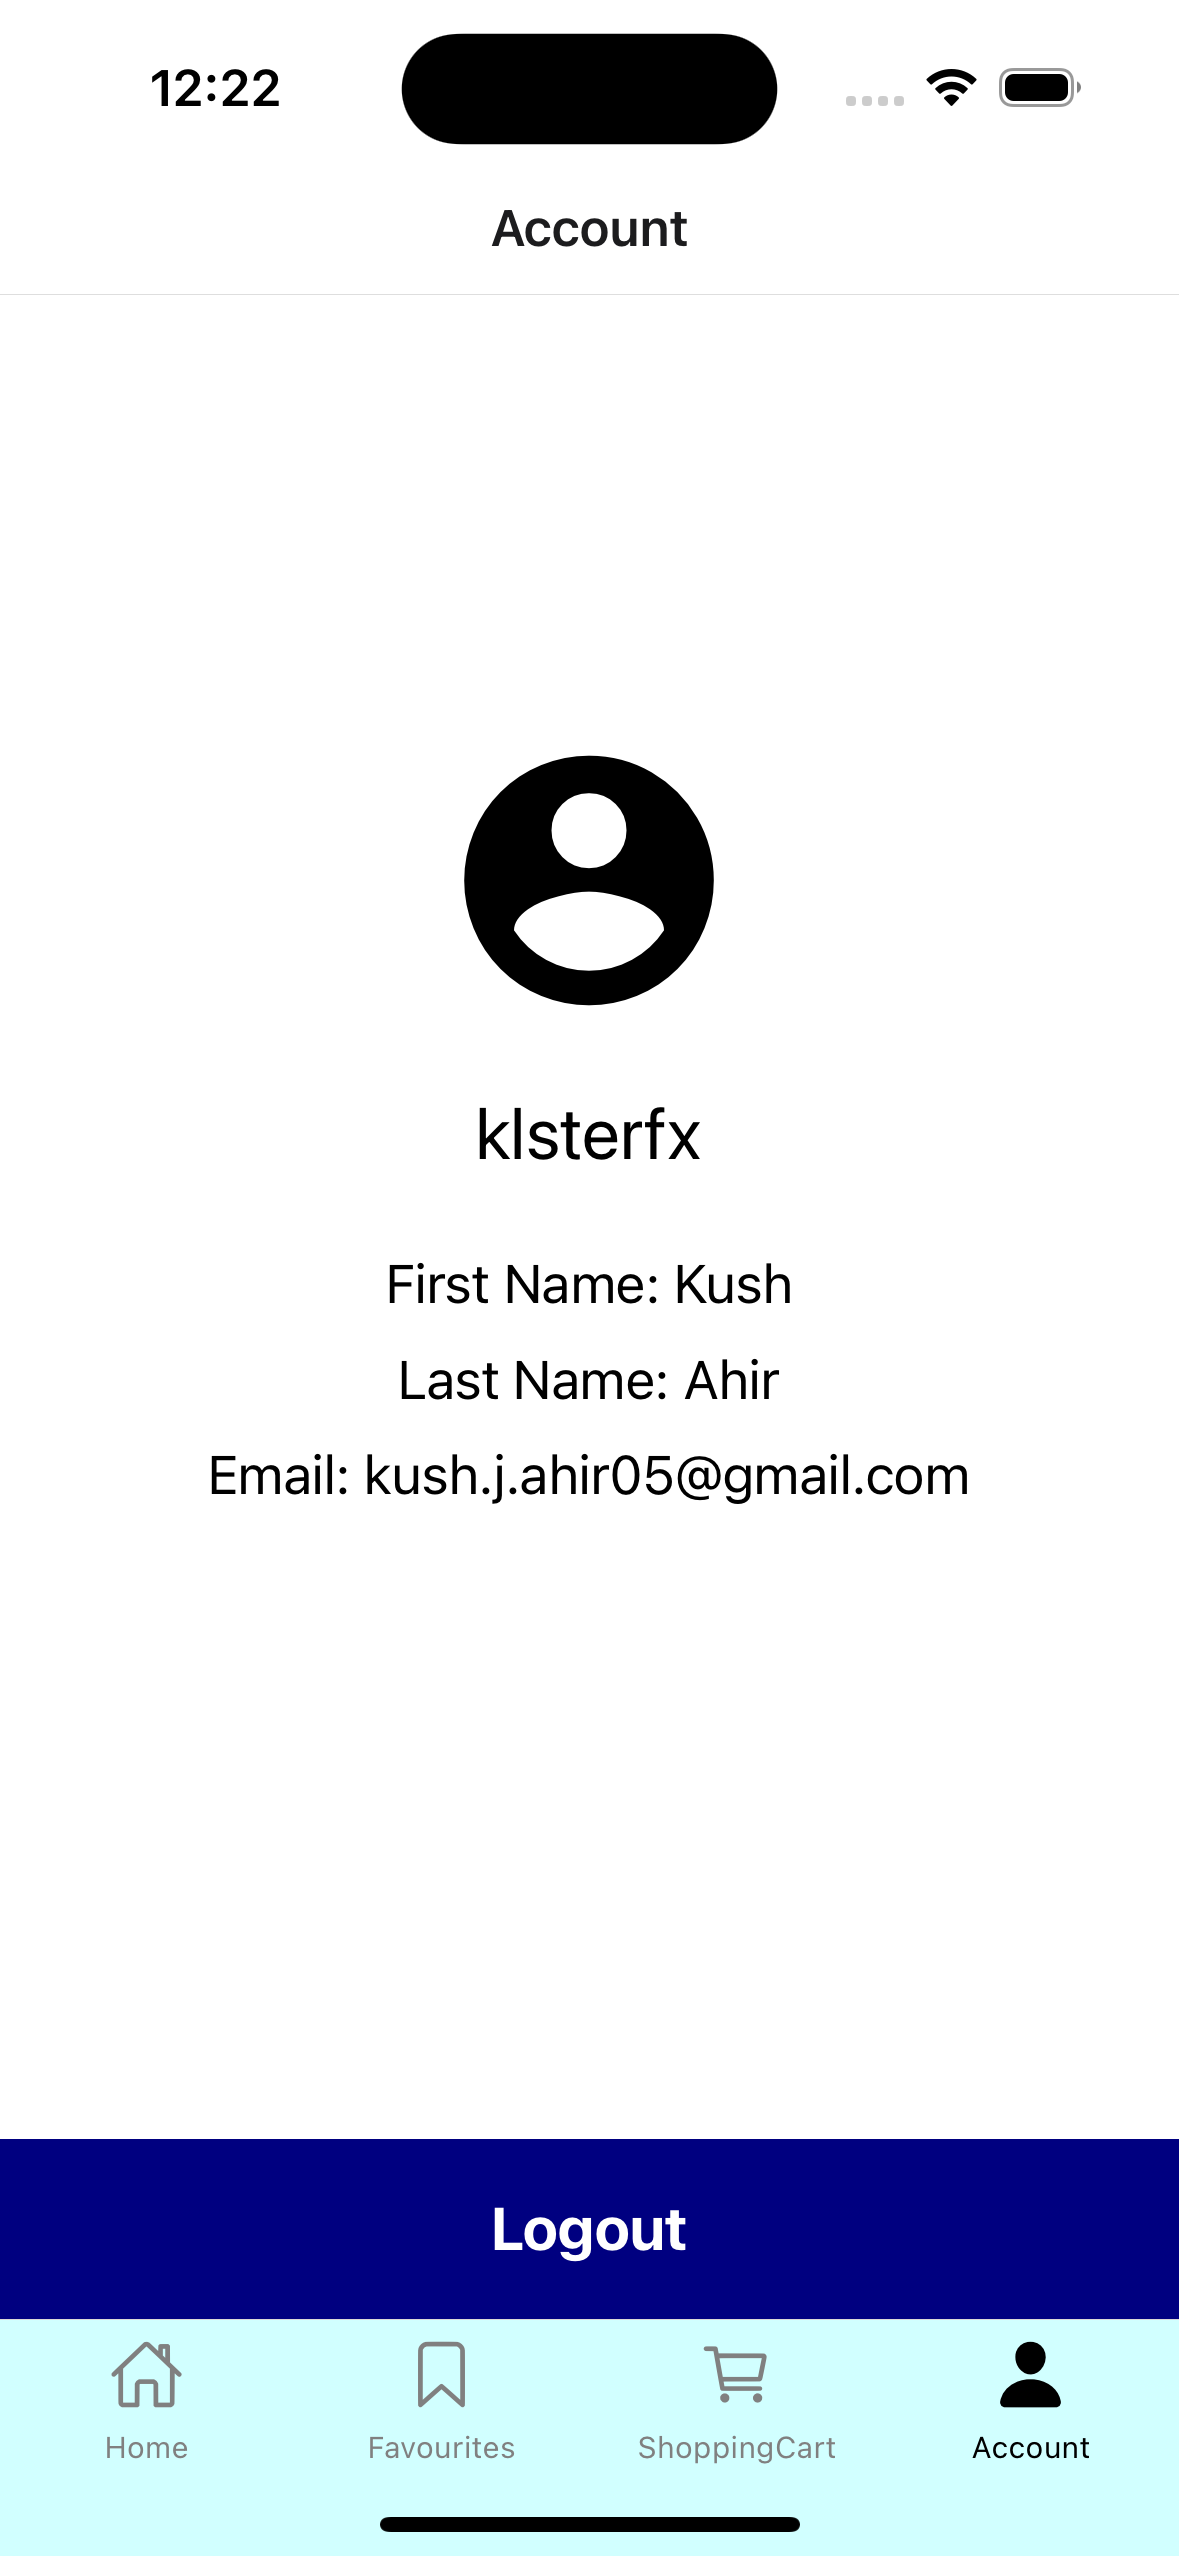 12:22
Account
klsterfx
First Name: Kush
Last Name: Ahir
Email: kush.j.ahir05@gmail.com
Logout
Home
Favourites
ShoppingCart
Account